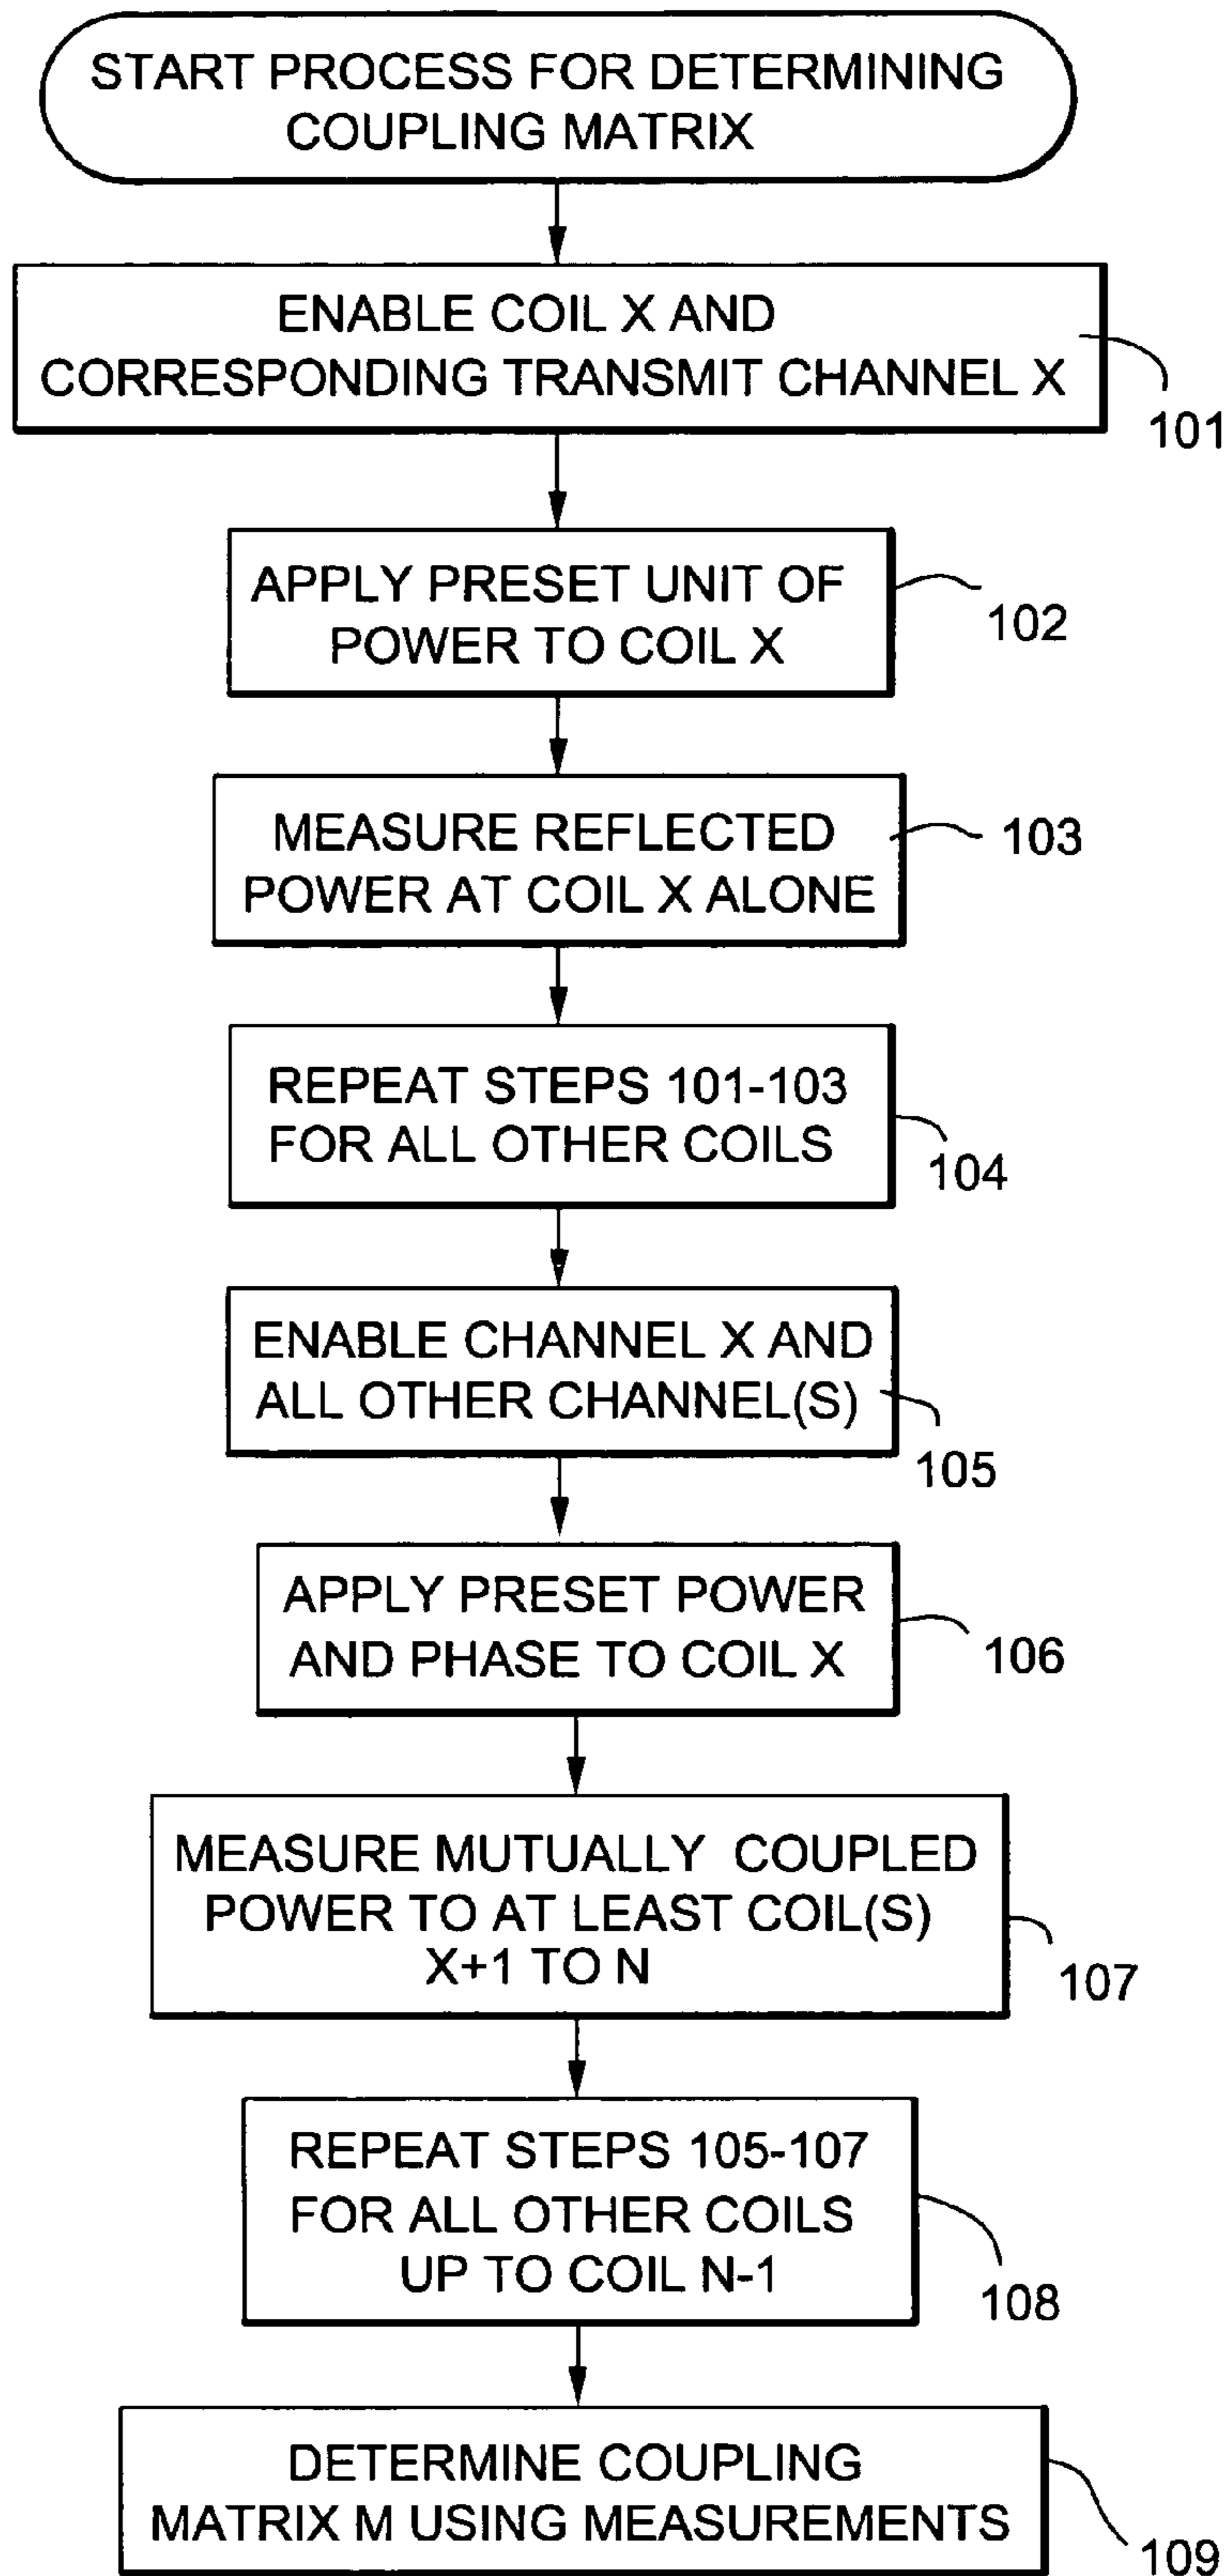 START PROCESS FOR DETERMINING
COUPLING MATRIX
ENABLE COIL X AND
CORRESPONDING TRANSMIT CHANNEL X
101
APPLY PRESET UNIT OF
POWER TO COIL X
102
MEASURE REFLECTED
POWER AT COIL X ALONE
103
REPEAT STEPS 101-103
FOR ALL OTHER COILS
104
ENABLE CHANNEL X AND
ALL OTHER CHANNEL(S)
105
APPLY PRESET POWER
AND PHASE TO COIL X
106
MEASURE MUTUALLY COUPLED
POWER TO AT LEAST COIL(S)
X+1 TO N
107
REPEAT STEPS 105-107
FOR ALL OTHER COILS
UP TO COIL N-1
108
DETERMINE COUPLING
MATRIX M USING MEASUREMENTS
109